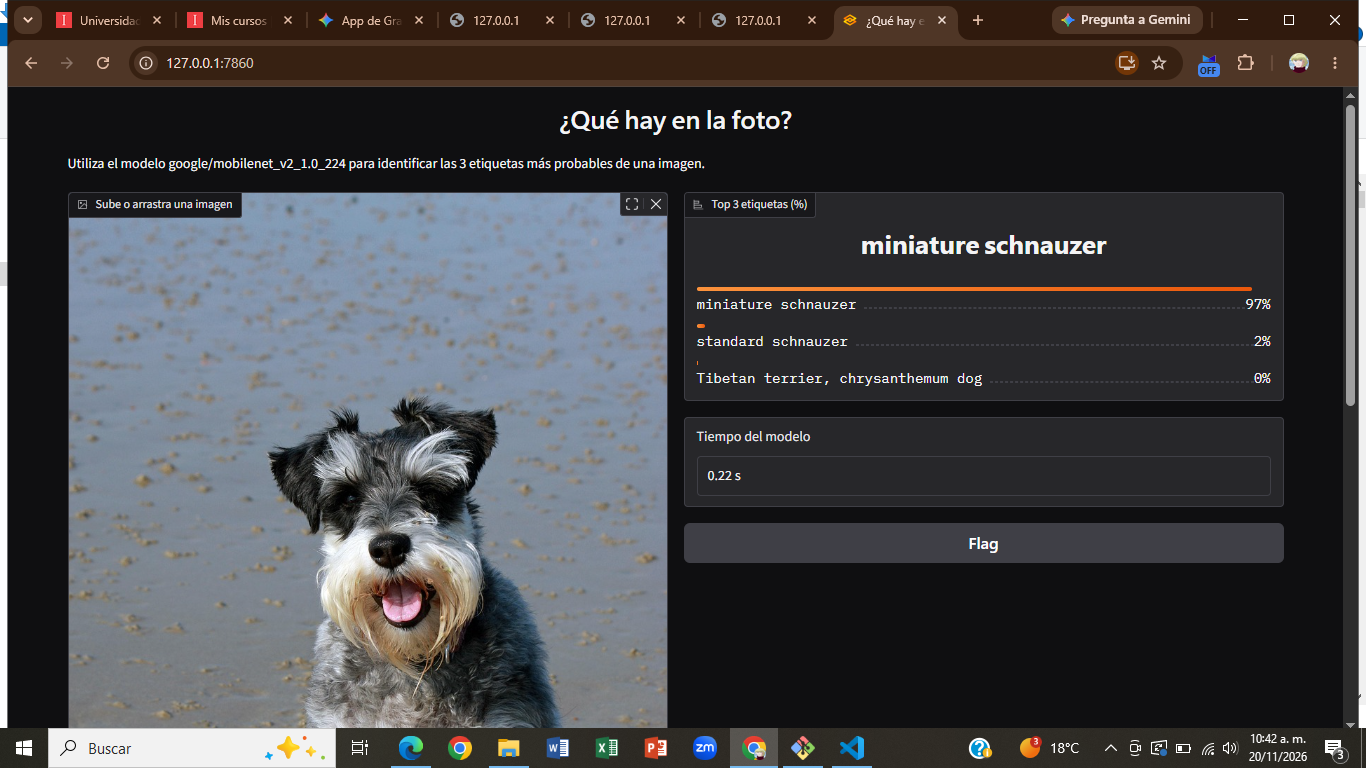 Universidad
Mis cursos
App de Gra
127.0.0.1
127.0.0.1
127.0.0.1
¿Qué hay e
Pregunta a Gemini
127.0.0.1:7860
OFF
¿Qué hay en la foto?
Utiliza el modelo google/mobilenet_v2_1.0_224 para identificar las 3 etiquetas más probables de una imagen.
Sube o arrastra una imagen
Top 3 etiquetas (%)
miniature schnauzer
miniature schnauzer 97%
standard schnauzer 2%
Tibetan terrier, chrysanthemum dog 0%
Tiempo del modelo
0.22 s
Flag
Buscar
zm
3
18°C
10:42 a. m.
20/11/2026
3